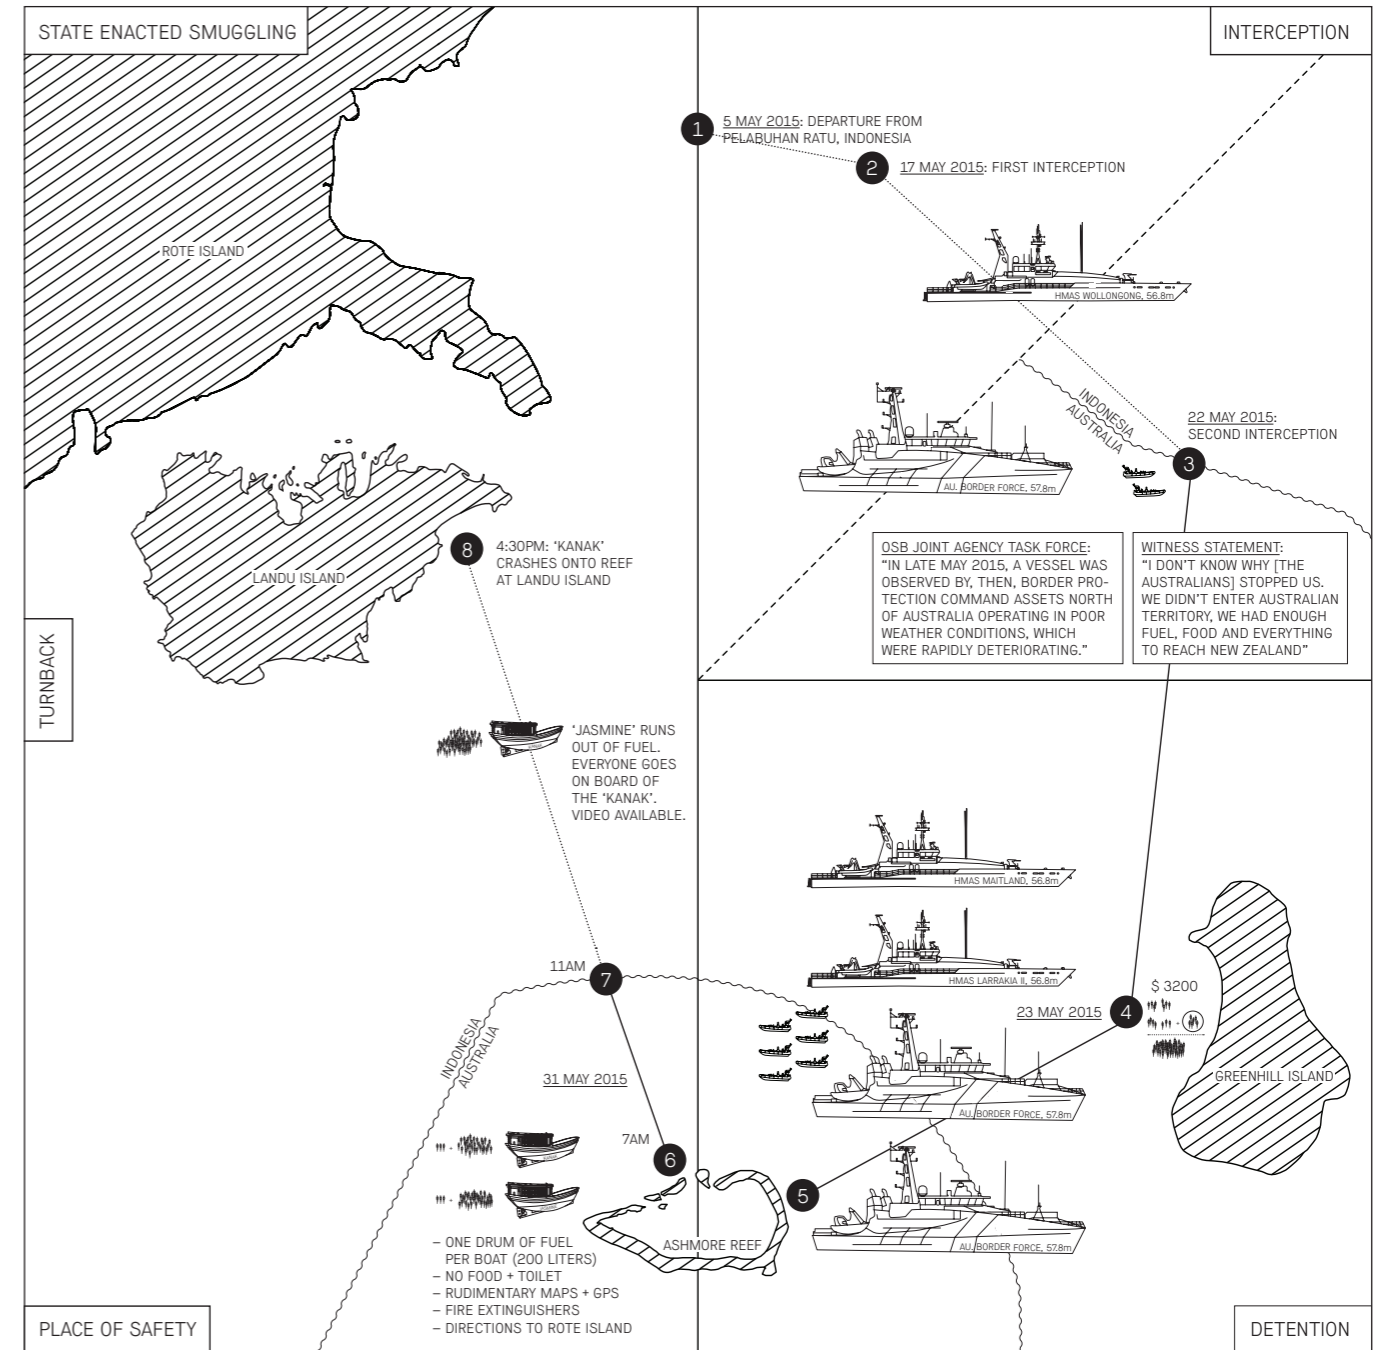 STATE ENACTED SMUGGLING
INTERCEPTION
1
5 MAY 2015: DEPARTURE FROM
PELABUHAN RATU, INDONESIA
2
17 MAY 2015: FIRST INTERCEPTION
ROTE ISLAND
HMAS WOLLONGONG, 56.8m
INDONESIA
AUSTRALIA
22 MAY 2015:
SECOND INTERCEPTION
3
AU. BORDER FORCE, 57.8m
OSB JOINT AGENCY TASK FORCE:
"IN LATE MAY 2015, A VESSEL WAS
OBSERVED BY, THEN, BORDER PRO-
TECTION COMMAND ASSETS NORTH
OF AUSTRALIA OPERATING IN POOR
WEATHER CONDITIONS, WHICH
WERE RAPIDLY DETERIORATING."
WITNESS STATEMENT:
"I DON'T KNOW WHY [THE
AUSTRALIANS] STOPPED US.
WE DIDN'T ENTER AUSTRALIAN
TERRITORY, WE HAD ENOUGH
FUEL, FOOD AND EVERYTHING
TO REACH NEW ZEALAND"
8
4:30PM: 'KANAK'
CRASHES ONTO REEF
AT LANDU ISLAND
LANDU ISLAND
TURNBACK
'JASMINE' RUNS
OUT OF FUEL.
EVERYONE GOES
ON BOARD OF
THE 'KANAK'.
VIDEO AVAILABLE.
HMAS MAITLAND, 56.8m
HMAS LARRAKIA II, 56.8m
11AM
7
$ 3200
23 MAY 2015
4
INDONESIA
AUSTRALIA
31 MAY 2015
GREENHILL ISLAND
AU. BORDER FORCE, 57.8m
7AM
6
5
ASHMORE REEF
AU. BORDER FORCE, 57.8m
– ONE DRUM OF FUEL
PER BOAT (200 LITERS)
– NO FOOD + TOILET
– RUDIMENTARY MAPS + GPS
– FIRE EXTINGUISHERS
– DIRECTIONS TO ROTE ISLAND
PLACE OF SAFETY
DETENTION